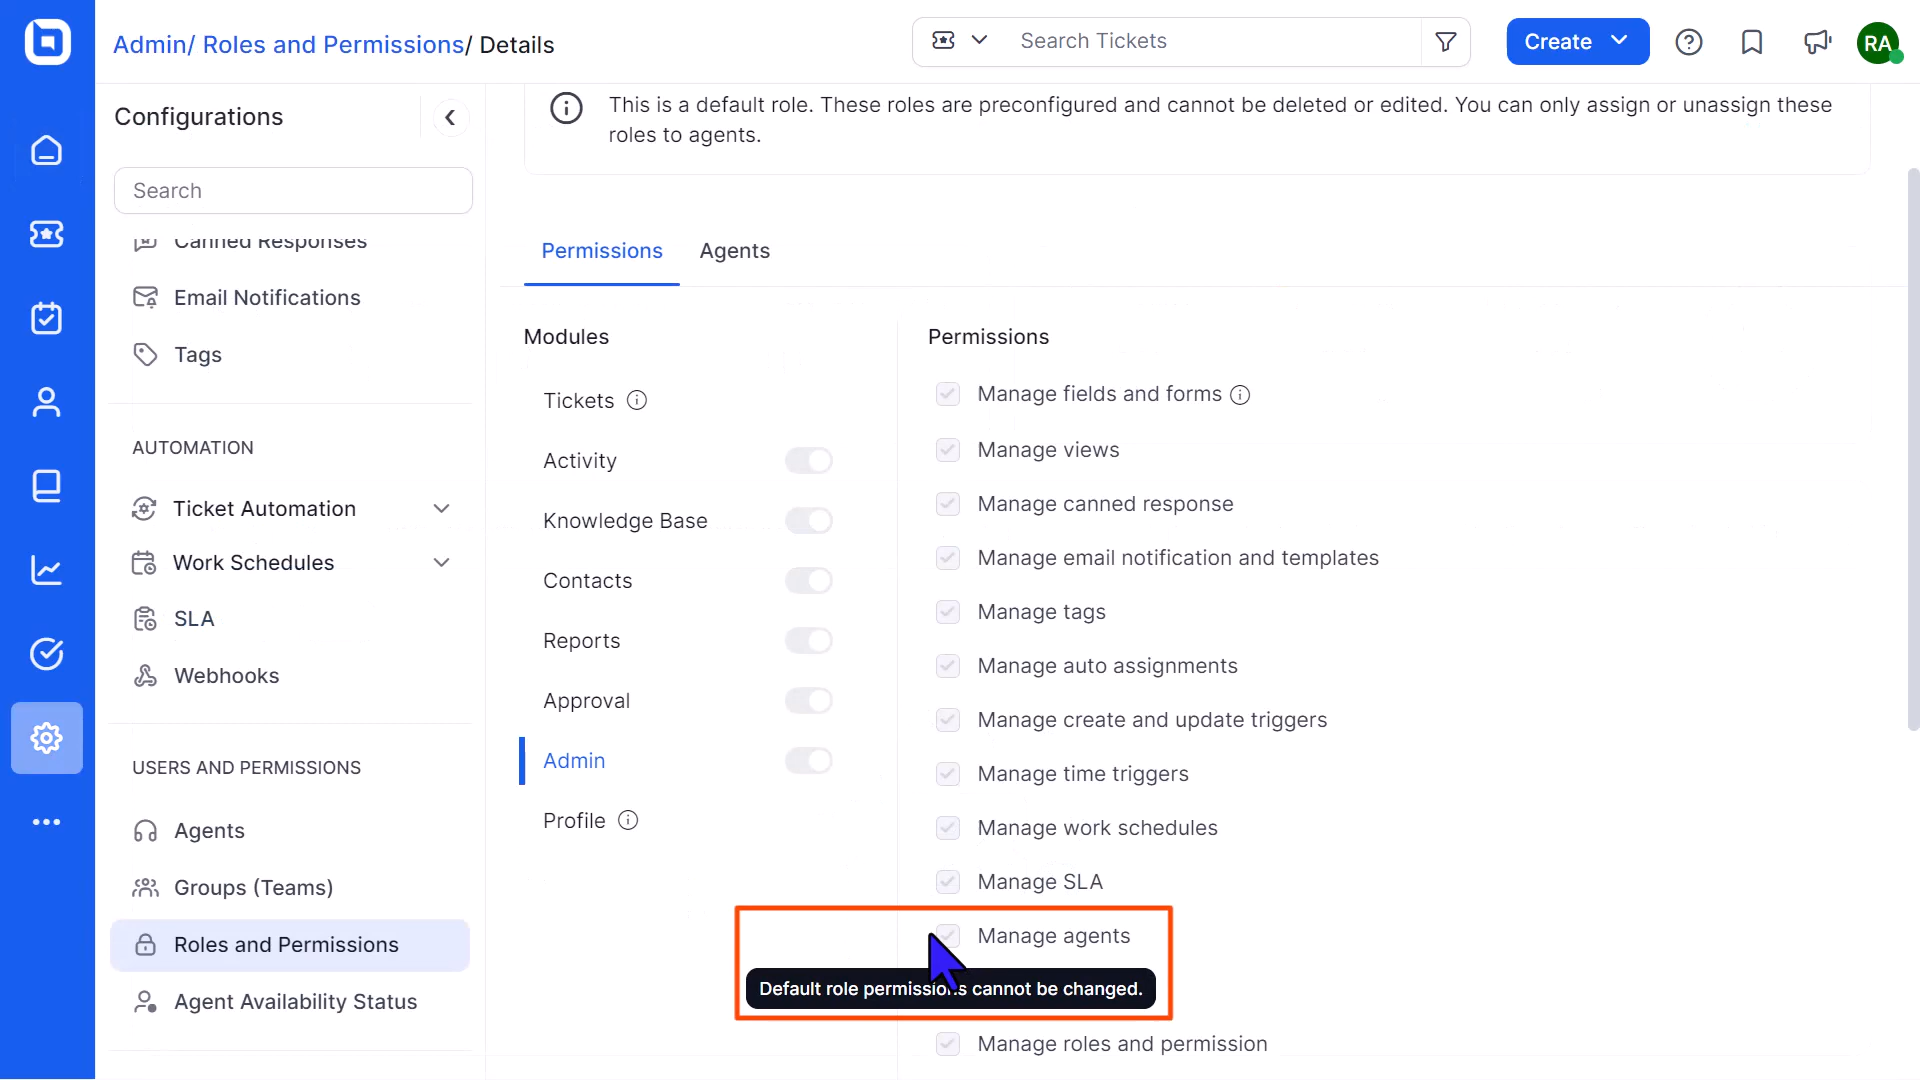 Admin/ Roles and Permissions/ Details
Search Tickets
Create
RA
Configurations
Search
Canned Responses
Email Notifications
Tags
AUTOMATION
Ticket Automation
Work Schedules
SLA
Webhooks
USERS AND PERMISSIONS
Agents
Groups (Teams)
Roles and Permissions
Agent Availability Status
This is a default role. These roles are preconfigured and cannot be deleted or edited. You can only assign or unassign these
roles to agents.
Permissions
Agents
Modules
Tickets
Activity
Knowledge Base
Contacts
Reports
Approval
Admin
Profile
Permissions
Manage fields and forms
Manage views
Manage canned response
Manage email notification and templates
Manage tags
Manage auto assignments
Manage create and update triggers
Manage time triggers
Manage work schedules
Manage SLA
Manage agents
Default role permissions cannot be changed.
Manage roles and permission